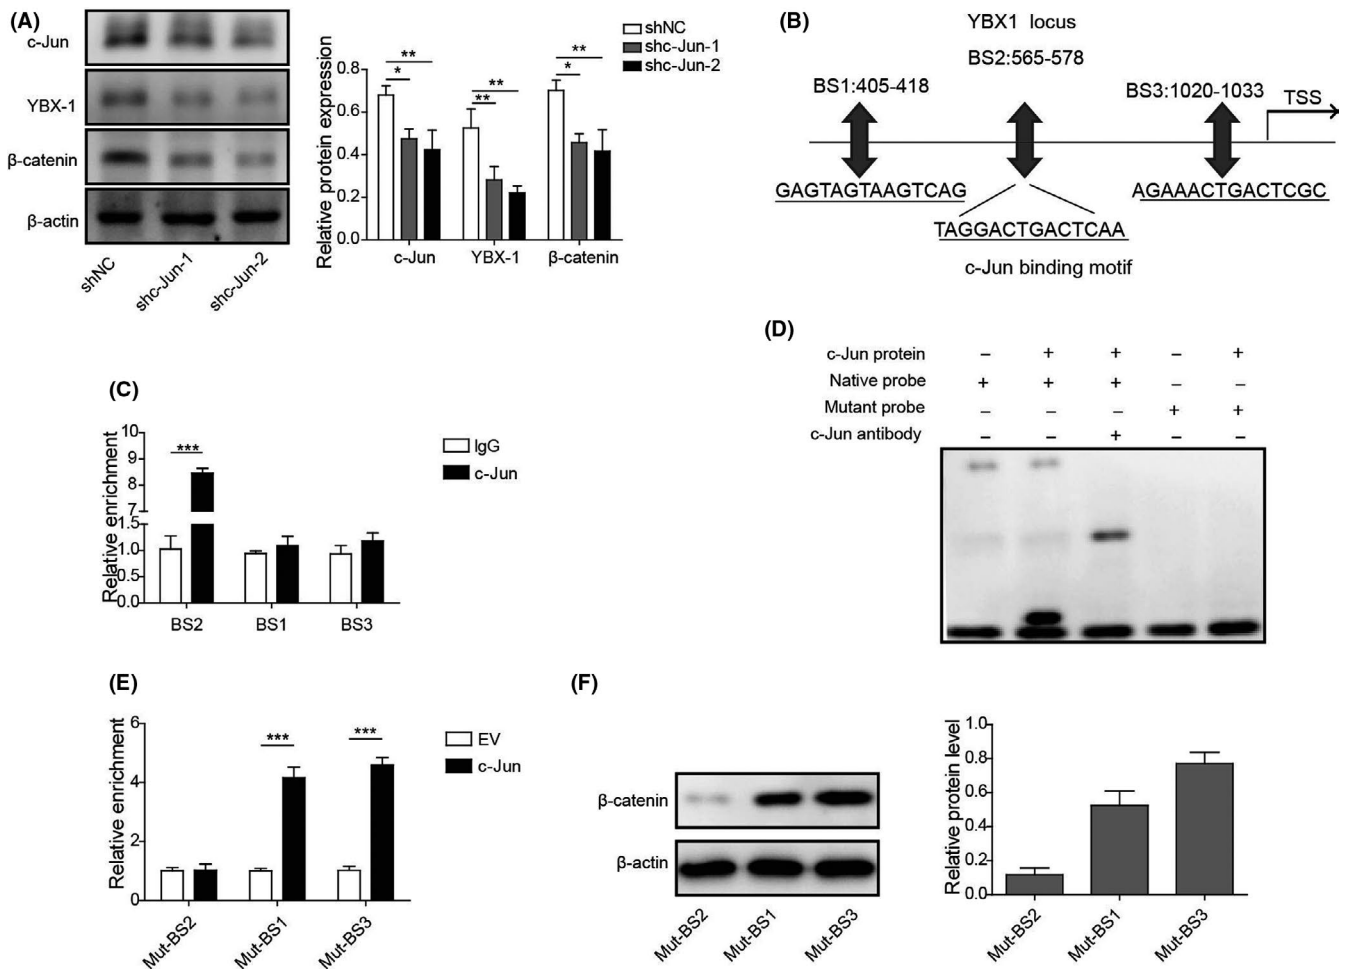 (A)
c-Jun
YBX-1
β-catenin
β-actin
shNC
shc-Jun-1
shc-Jun-2
Relative protein expression
0.8
0.6
0.4
0.2
0.0
** * ** ** ** *
c-Jun YBX-1 β-catenin
shNC
shc-Jun-1
shc-Jun-2
(B)
YBX1 locus
BS2:565-578
BS1:405-418
BS3:1020-1033
TSS
GAGTAGTAAGTCAG
AGAAACTGACTCGC
TAGGACTGACTCAA
c-Jun binding motif
(C)
Relative enrichment
10
9
8
7
1.5
1.0
0.5
0.0
***
BS2 BS1 BS3
IgG
c-Jun
(D)
c-Jun protein – + + – +
Native probe + + + – –
Mutant probe – – – + +
c-Jun antibody – – + – –
(E)
Relative enrichment
6
4
2
0
*** ***
Mut-BS2
Mut-BS1
Mut-BS3
EV
c-Jun
(F)
β-catenin
β-actin
Mut-BS2
Mut-BS1
Mut-BS3
Relative protein level
1.0
0.8
0.6
0.4
0.2
0.0
Mut-BS2
Mut-BS1
Mut-BS3